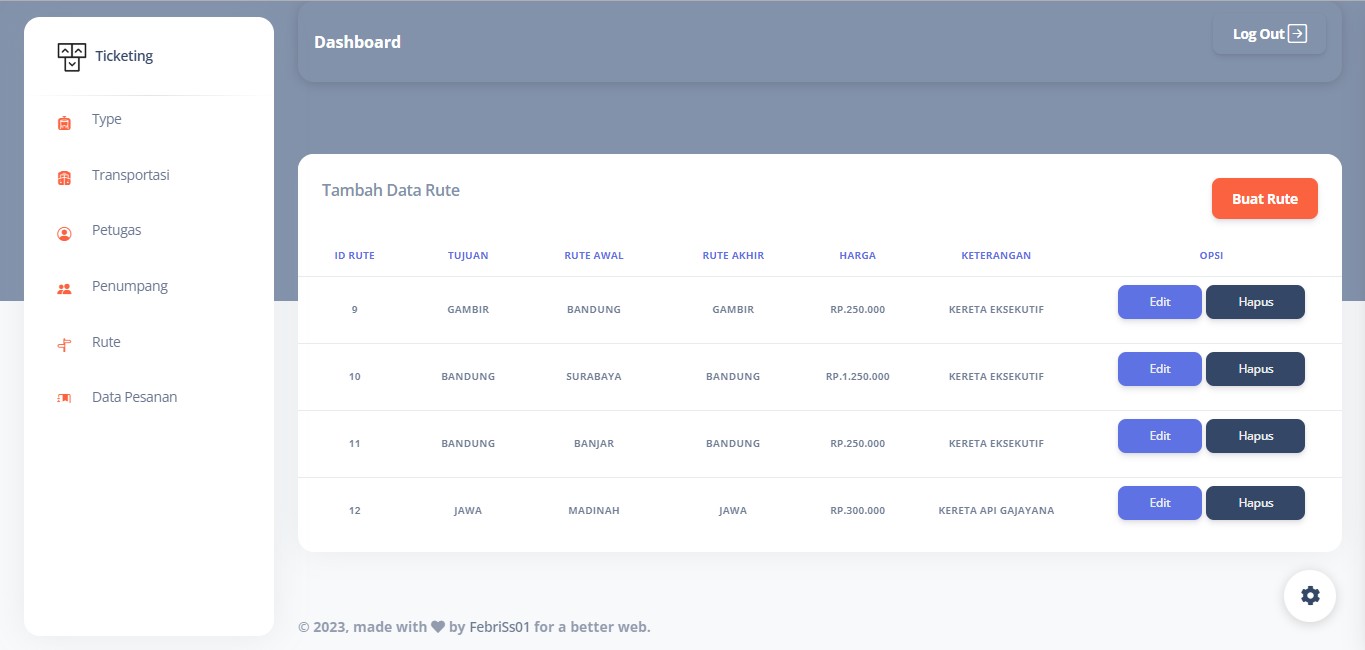 Ticketing
Type
Transportasi
Petugas
Penumpang
Rute
Data Pesanan
Dashboard
Log Out
Tambah Data Rute
Buat Rute
ID RUTE TUJUAN RUTE AWAL RUTE AKHIR HARGA KETERANGAN OPSI
9 GAMBIR BANDUNG GAMBIR RP.250.000 KERETA EKSEKUTIF Edit Hapus
10 BANDUNG SURABAYA BANDUNG RP.1.250.000 KERETA EKSEKUTIF Edit Hapus
11 BANDUNG BANJAR BANDUNG RP.250.000 KERETA EKSEKUTIF Edit Hapus
12 JAWA MADINAH JAWA RP.300.000 KERETA API GAJAYANA Edit Hapus
© 2023, made with ❤ by FebriSs01 for a better web.